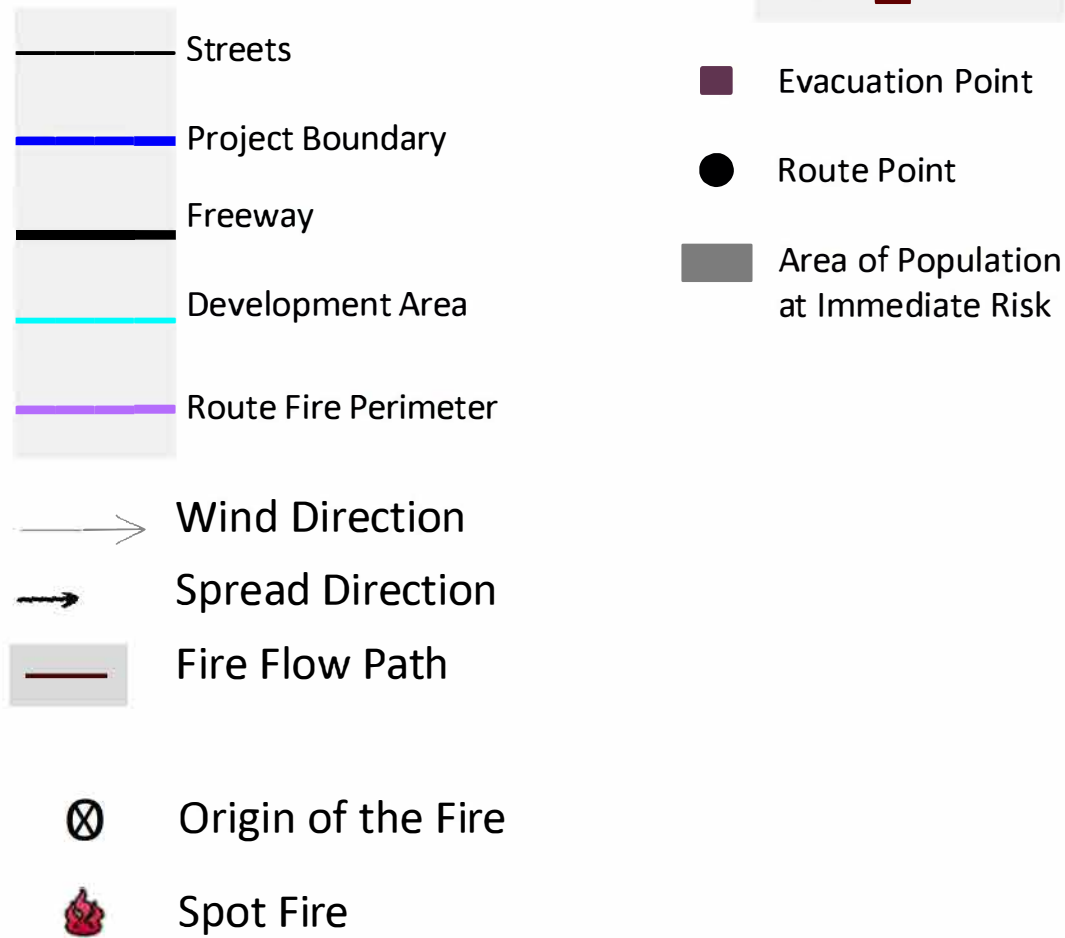 Streets
Project Boundary
Freeway
Development Area
Route Fire Perimeter
Wind Direction
Spread Direction
Fire Flow Path
Origin of the Fire
Spot Fire
Evacuation Point
Route Point
Area of Population
at Immediate Risk